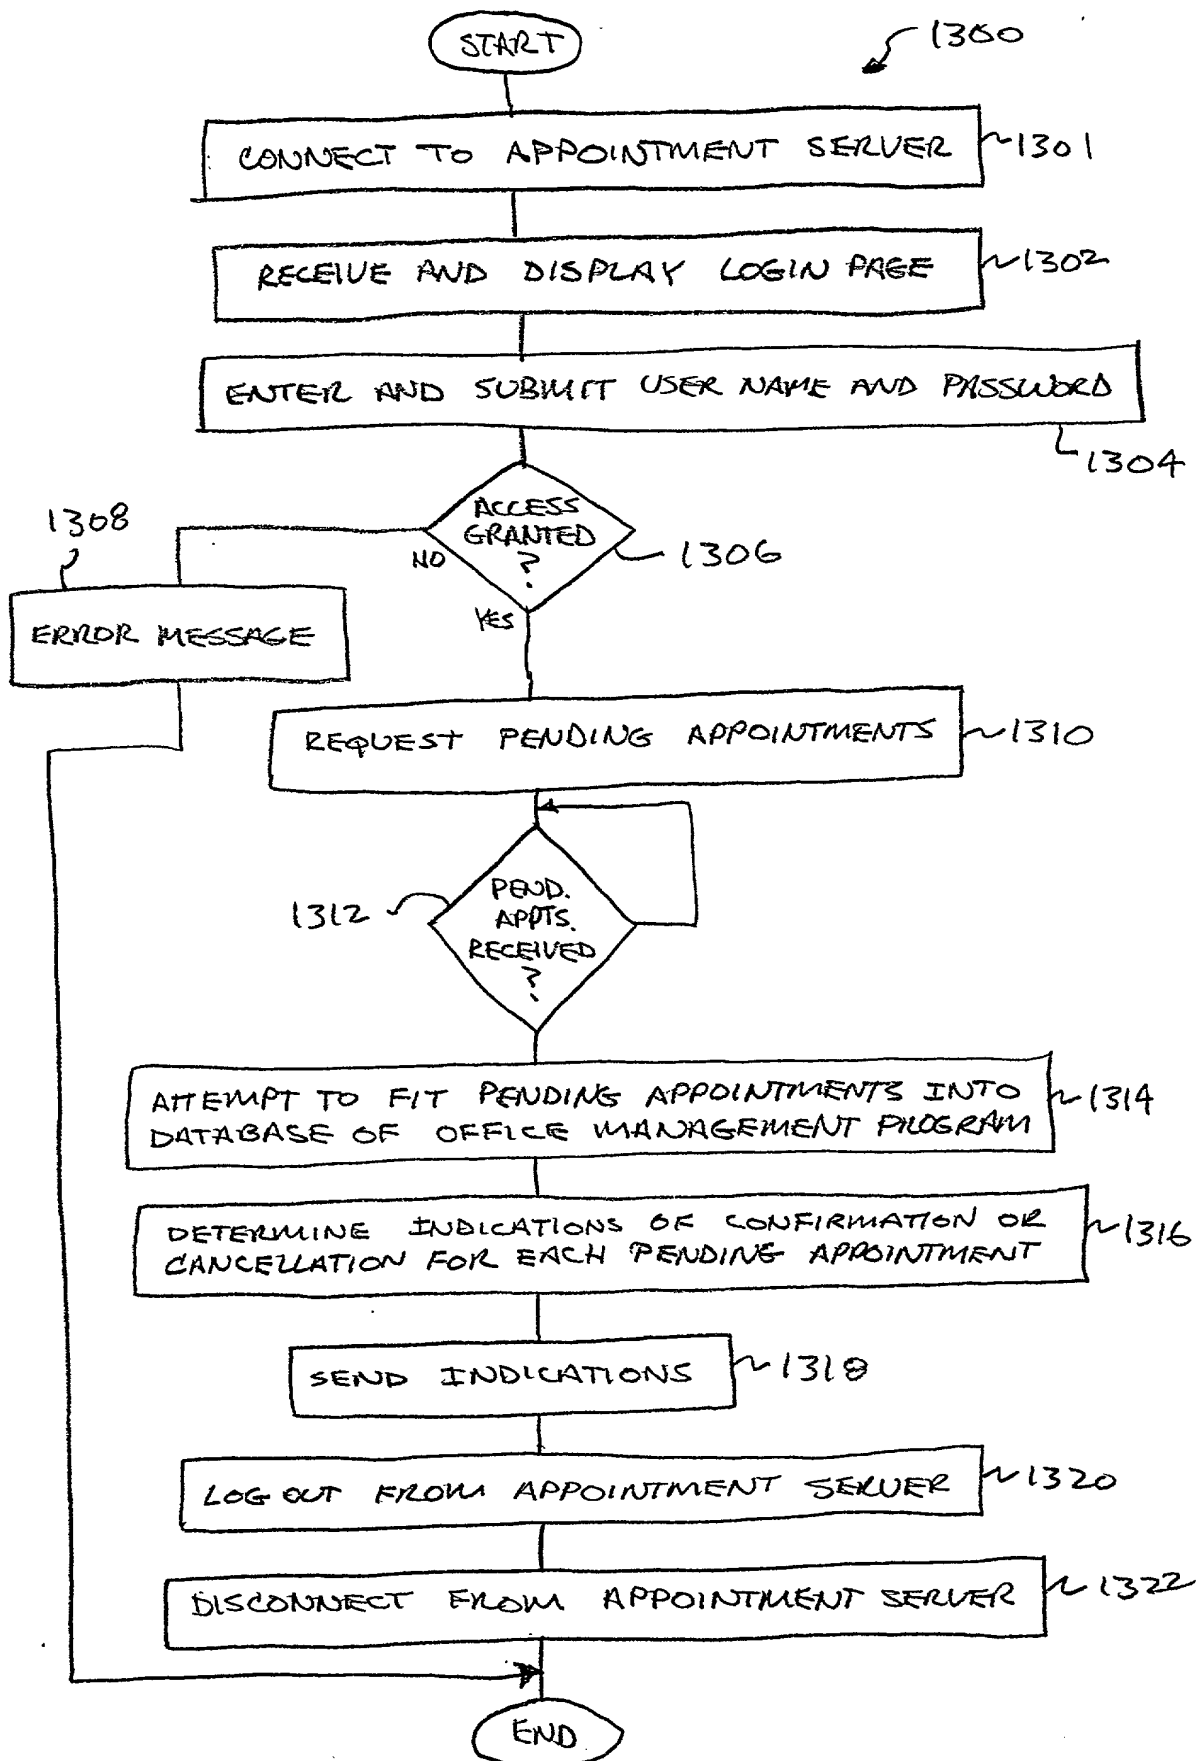 START
1300
CONNECT TO APPOINTMENT SERVER
1301
RECEIVE AND DISPLAY LOGIN PAGE
1302
ENTER AND SUBMIT USER NAME AND PASSWORD
1304
ACCESS
GRANTED
?
1306
NO
YES
1308
ERROR MESSAGE
REQUEST PENDING APPOINTMENTS
1310
PEND.
APPTS.
RECEIVED
?
1312
ATTEMPT TO FIT PENDING APPOINTMENTS INTO
DATABASE OF OFFICE MANAGEMENT PROGRAM
1314
DETERMINE INDICATIONS OF CONFIRMATION OR
CANCELLATION FOR EACH PENDING APPOINTMENT
1316
SEND INDICATIONS
1318
LOG OUT FROM APPOINTMENT SERVER
1320
DISCONNECT FROM APPOINTMENT SERVER
1322
END